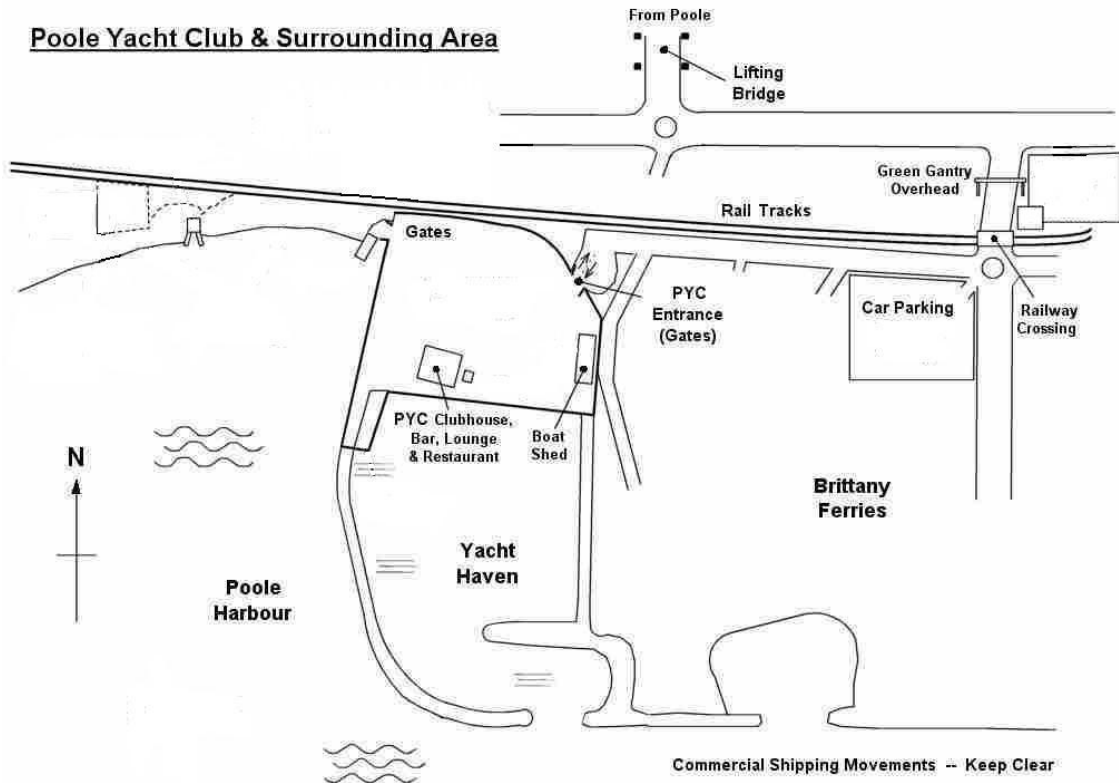 Poole Yacht Club & Surrounding Area
From Poole
Lifting
Bridge
Green Gantry
Overhead
Rail Tracks
Gates
PYC
Entrance
(Gates)
Car Parking
Railway
Crossing
PYC Clubhouse,
Bar, Lounge
& Restaurant
Boat
Shed
N
Brittany
Ferries
Yacht
Haven
Poole
Harbour
Commercial Shipping Movements -- Keep Clear